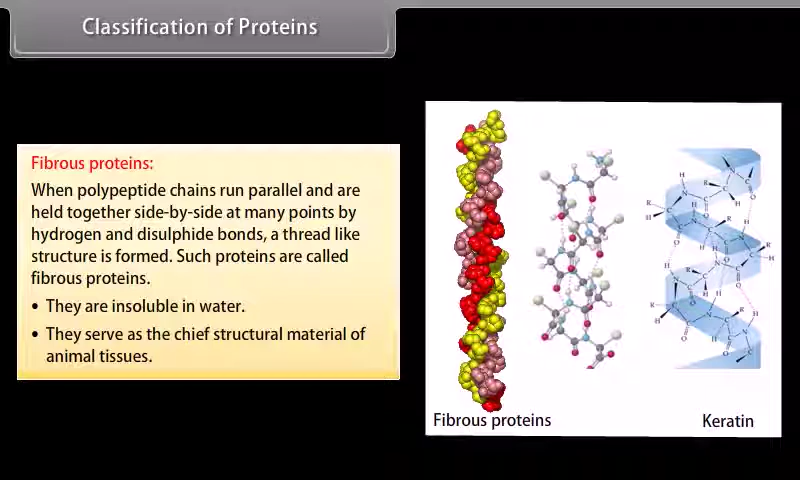 Classification of Proteins
Fibrous proteins:
When polypeptide chains run parallel and are
held together side-by-side at many points by
hydrogen and disulphide bonds, a thread like
structure is formed. Such proteins are called
fibrous proteins.
• They are insoluble in water.
• They serve as the chief structural material of
animal tissues.
Fibrous proteins
Keratin